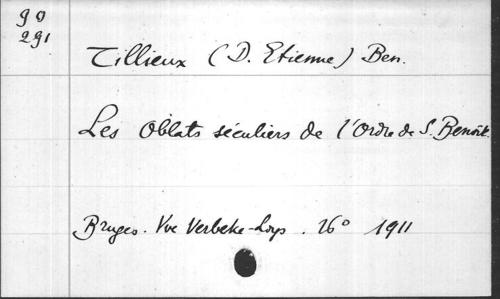 90
291
Tillieux (D. Etienne) Ben.
Les Oblats séculiers de l'Ordre de S. Benoît.
Bruges. Vve Verbeke-Loys. 16° 1911